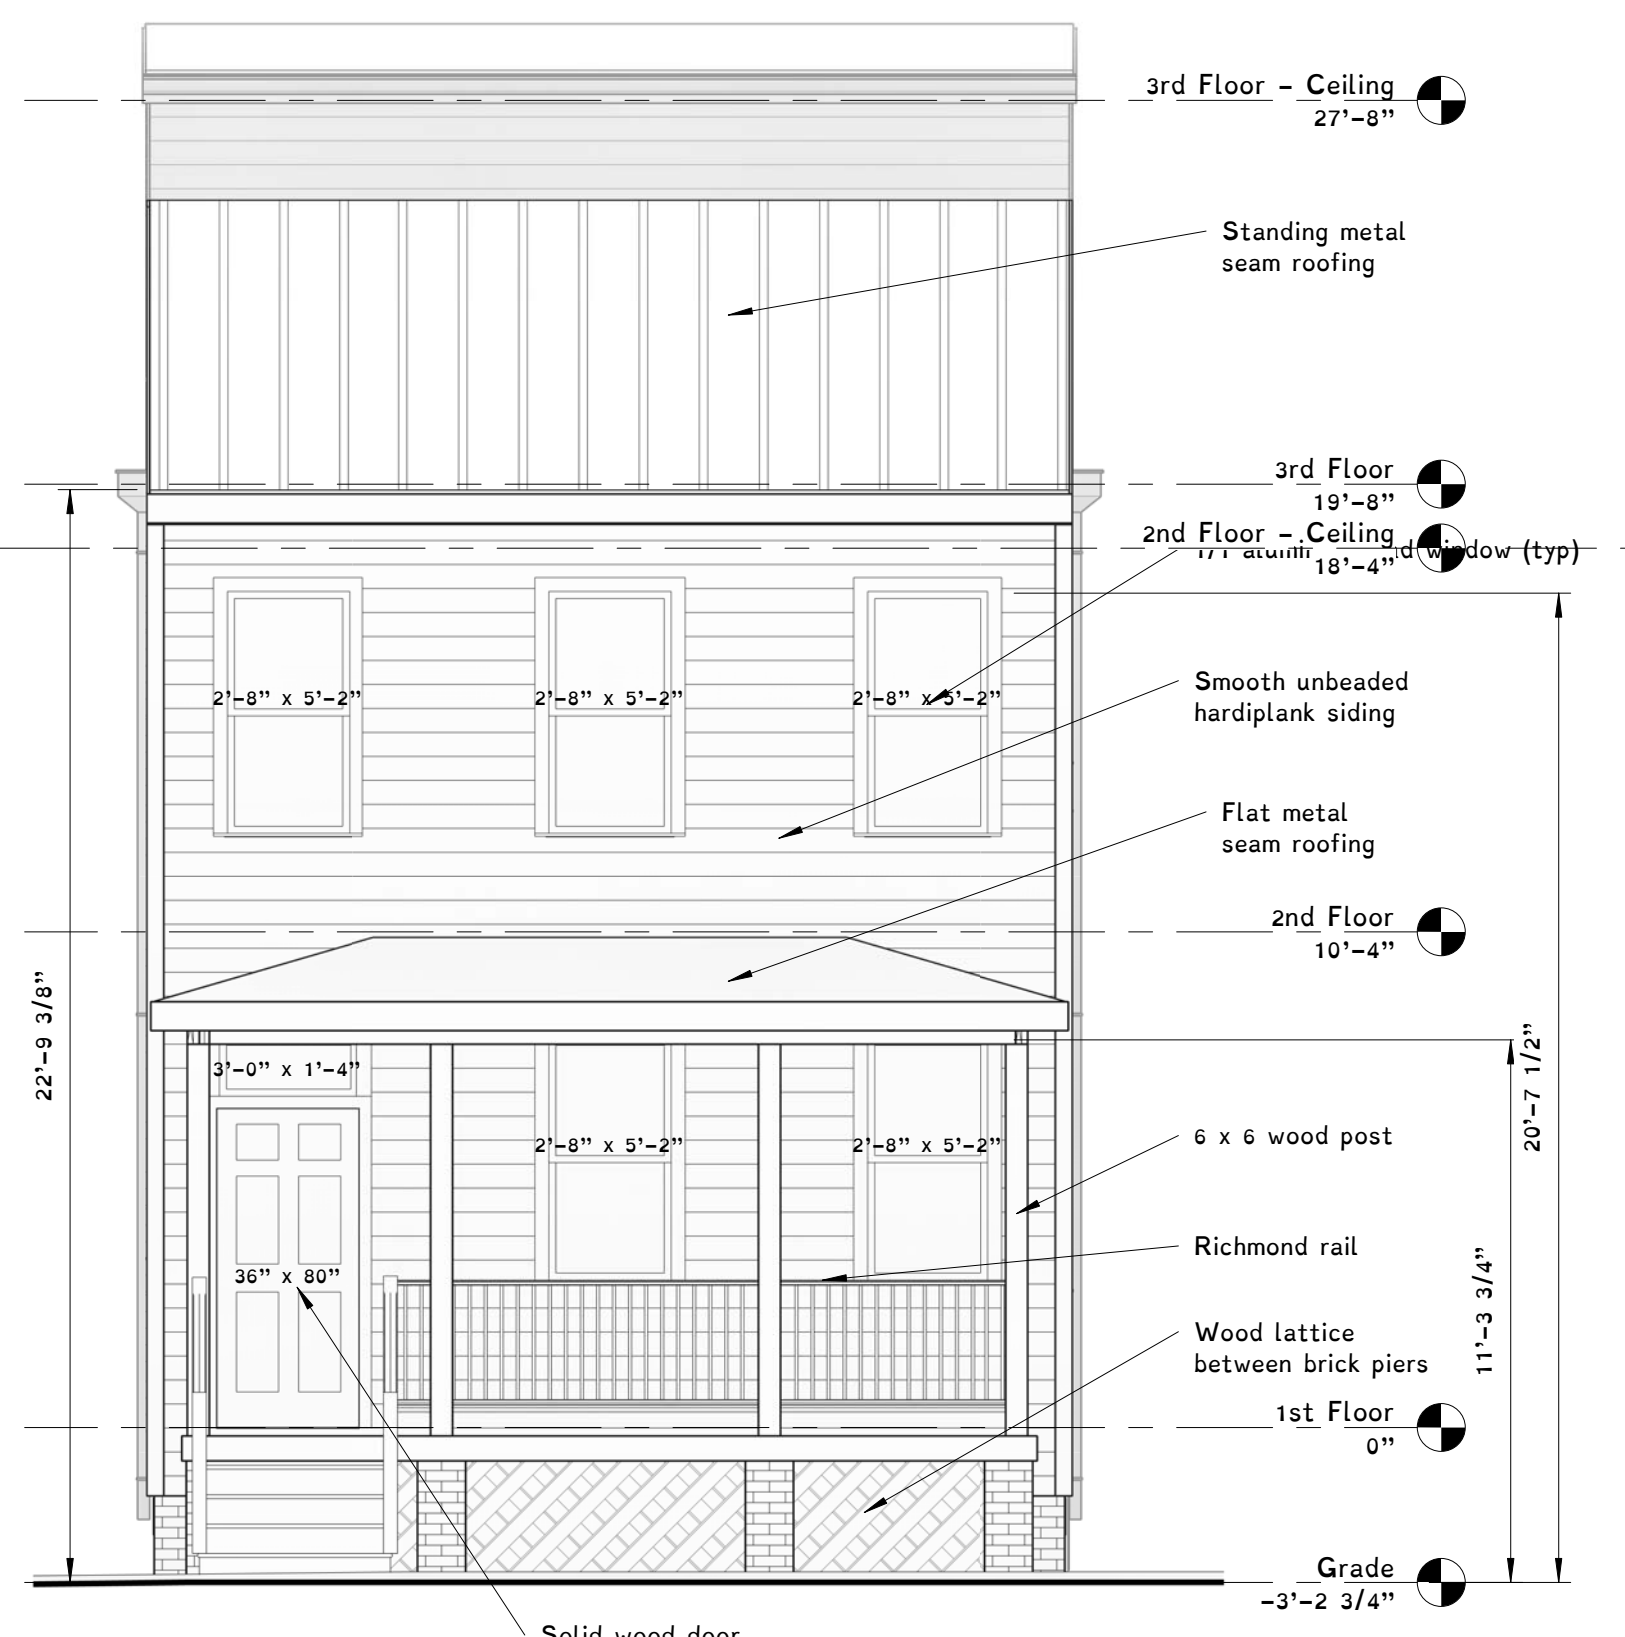 3rd Floor – Ceiling
27’–8”
Standing metal
seam roofing
3rd Floor
19’–8”
2nd Floor – Ceiling
window (typ)
18’–4”
2’–8” x 5’–2”
2’–8” x 5’–2”
2’–8” x 5’–2”
Smooth unbeaded
hardiplank siding
Flat metal
seam roofing
2nd Floor
10’–4”
22’–9 3/8”
20’–7 1/2”
3’–0” x 1’–4”
2’–8” x 5’–2”
2’–8” x 5’–2”
6 x 6 wood post
Richmond rail
11’–3 3/4”
36” x 80”
Wood lattice
between brick piers
1st Floor
0”
Grade
–3’–2 3/4”
Solid wood door